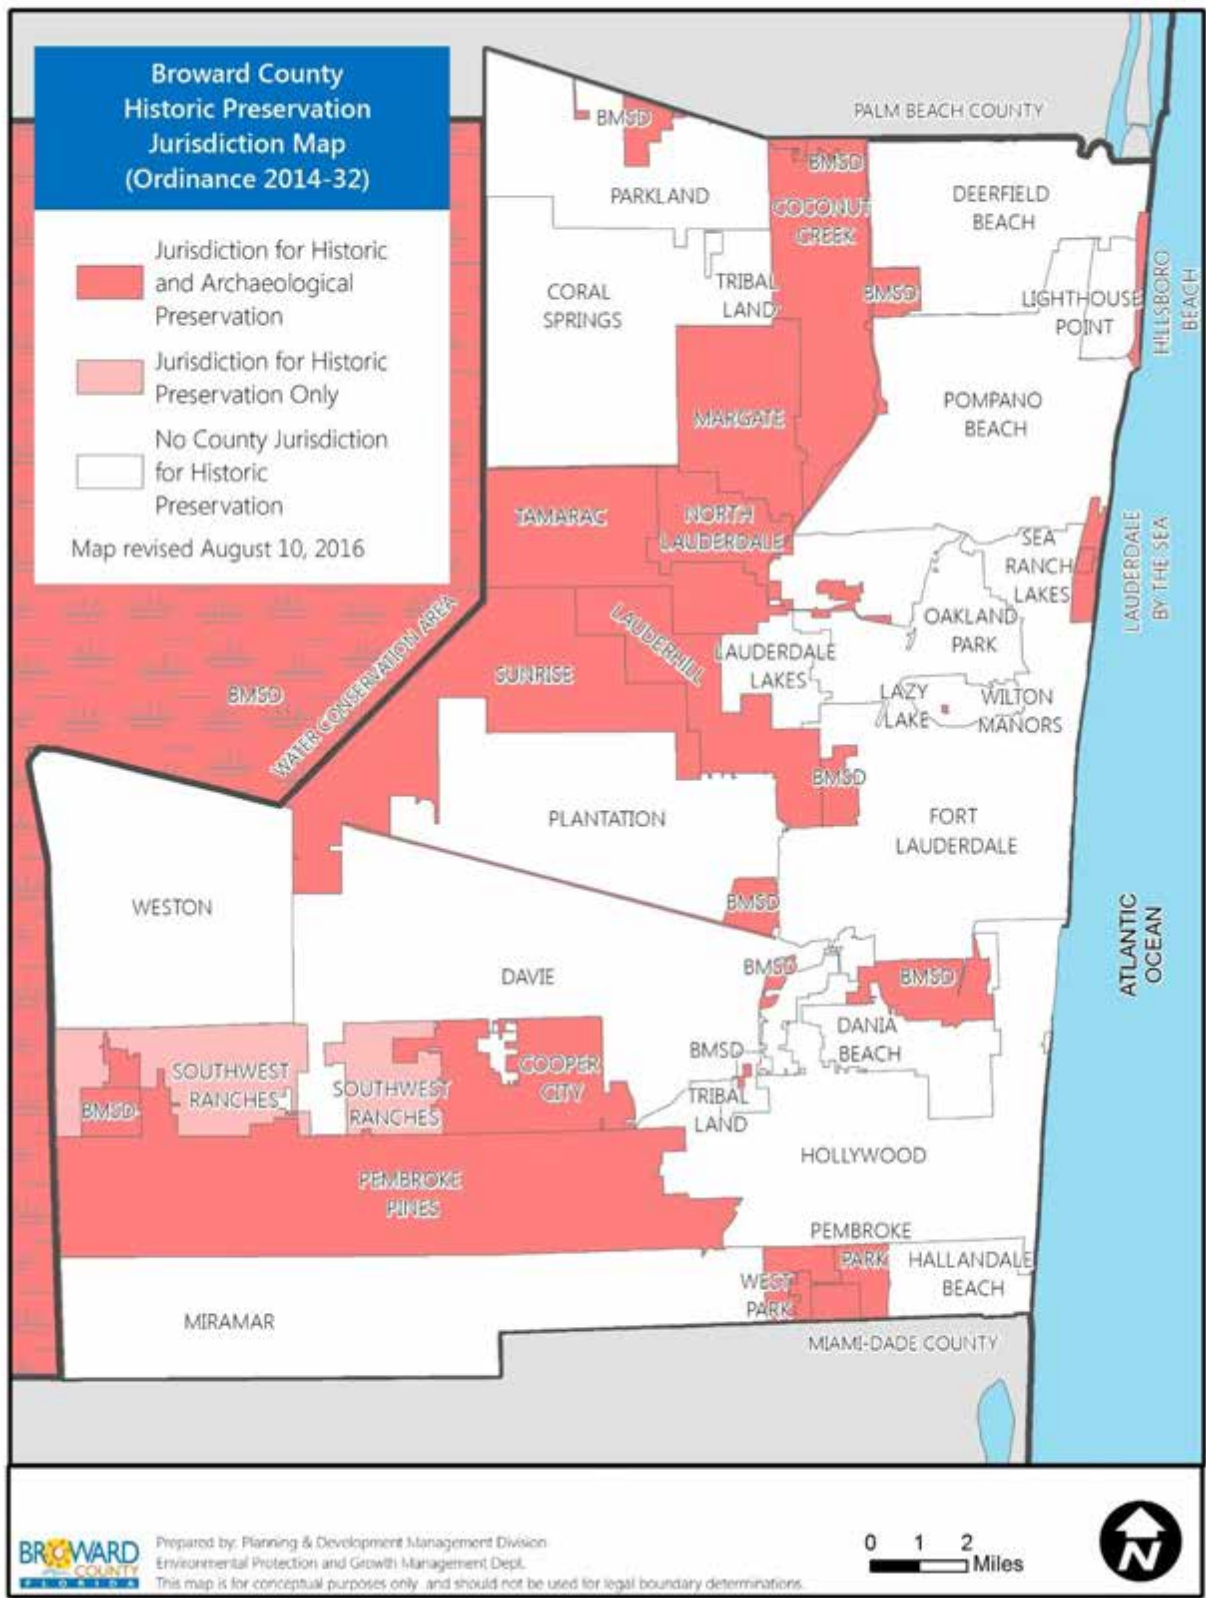 Broward County
Historic Preservation
Jurisdiction Map
(Ordinance 2014-32)
Jurisdiction for Historic
and Archaeological
Preservation
Jurisdiction for Historic
Preservation Only
No County Jurisdiction
for Historic
Preservation
Map revised August 10, 2016
PALM BEACH COUNTY
BMSD
PARKLAND
BMSD
COCONUT
CREEK
DEERFIELD
BEACH
HILLSBORO
BEACH
CORAL
SPRINGS
TRIBAL
LAND
BMSD
LIGHTHOUSE
POINT
MARGATE
POMPANO
BEACH
TAMARAC
NORTH
LAUDERDALE
SEA
RANCH
LAKES
LAUDERDALE
BY THE SEA
OAKLAND
PARK
LAUDERHILL
LAUDERDALE
LAKES
SUNRISE
BMSD
WATER CONSERVATION AREA
LAZY
LAKE
WILTON
MANORS
BMSD
PLANTATION
FORT
LAUDERDALE
WESTON
BMSD
ATLANTIC
OCEAN
DAVIE
BMSD
BMSD
DANIA
BEACH
BMSD
SOUTHWEST
RANCHES
BMSD
SOUTHWEST
RANCHES
COOPER
CITY
TRIBAL
LAND
HOLLYWOOD
PEMBROKE
PINES
PEMBROKE
PARK
HALLANDALE
BEACH
WEST
PARK
MIRAMAR
MIAMI-DADE COUNTY
BROWARD
COUNTY
FLORIDA
Prepared by: Planning & Development Management Division
Environmental Protection and Growth Management Dept.
This map is for conceptual purposes only and should not be used for legal boundary determinations.
0 1 2
Miles
N